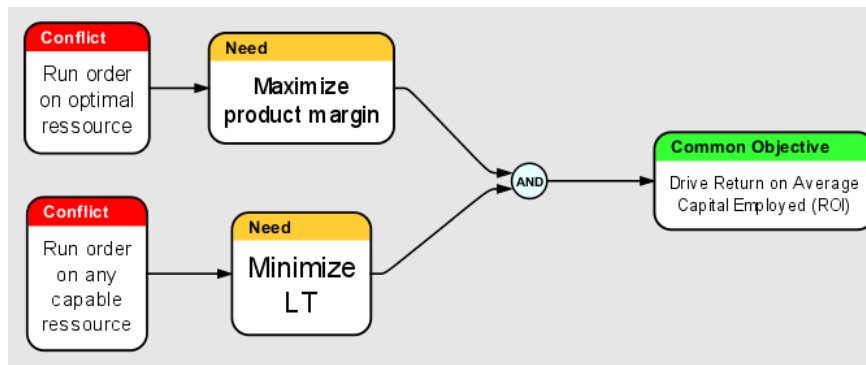 Conflict
Run order
on optimal
ressource
Need
Maximize
product margin
Conflict
Run order
on any
capable
ressource
Need
Minimize
LT
AND
Common Objective
Drive Return on Average
Capital Employed (ROI)